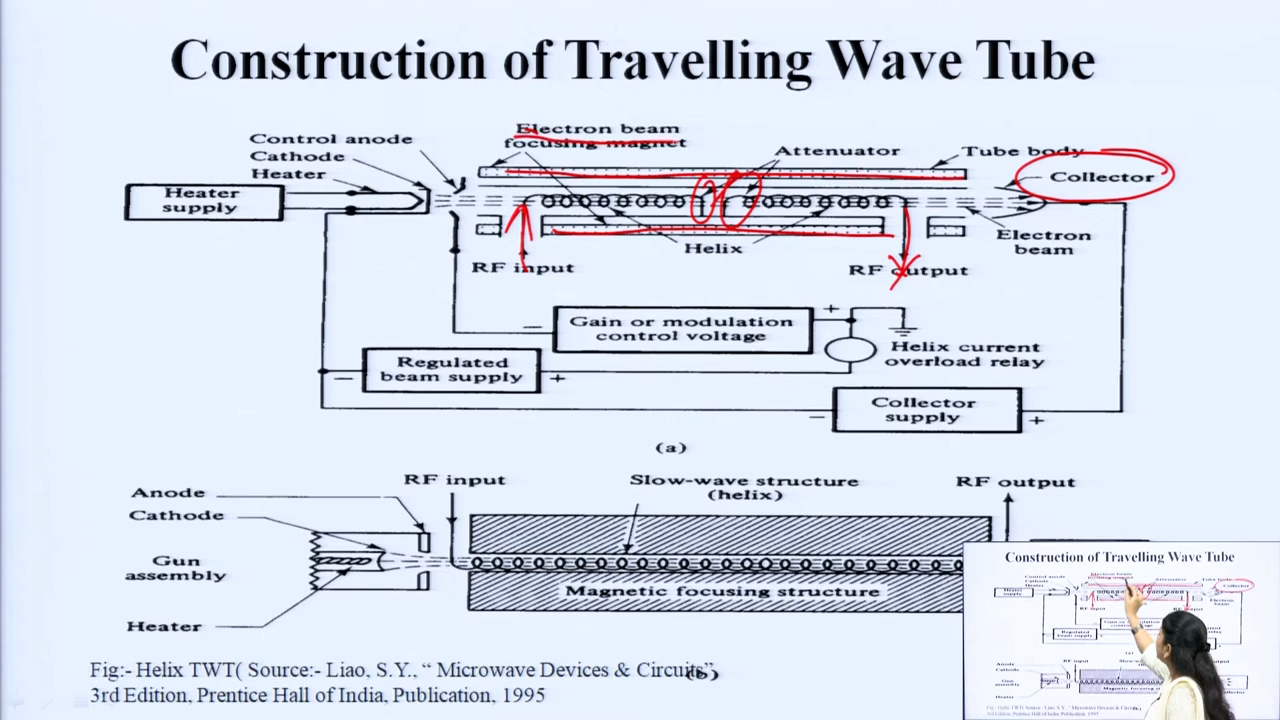 Construction of Travelling Wave Tube
Electron beam
focusing magnet
Control anode
Cathode
Heater
Attenuator
Tube body
Collector
Heater
supply
Helix
Electron
beam
RF input
RF output
Gain or modulation
control voltage
Helix current
overload relay
Regulated
beam supply
Collector
supply
(a)
RF input
Slow-wave structure
(helix)
RF output
Anode
Cathode
Gun
assembly
Magnetic focusing structure
Heater
Fig:- Helix TWT( Source:- Liao, S.Y., “ Microwave Devices & Circuits”,
3rd Edition, Prentice Hall of India, Publication, 1995
Construction of Travelling Wave Tube